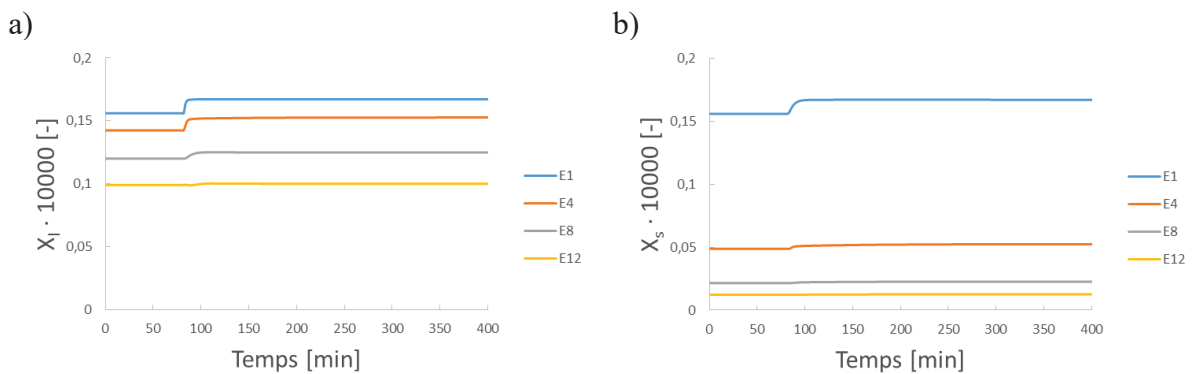 a)
0,2
0,15
0,1
0,05
0
X_l · 10000 [-]
0 50 100 150 200 250 300 350 400
Temps [min]
E1
E4
E8
E12
b)
0,2
0,15
0,1
0,05
0
X_s · 10000 [-]
0 50 100 150 200 250 300 350 400
Temps [min]
E1
E4
E8
E12